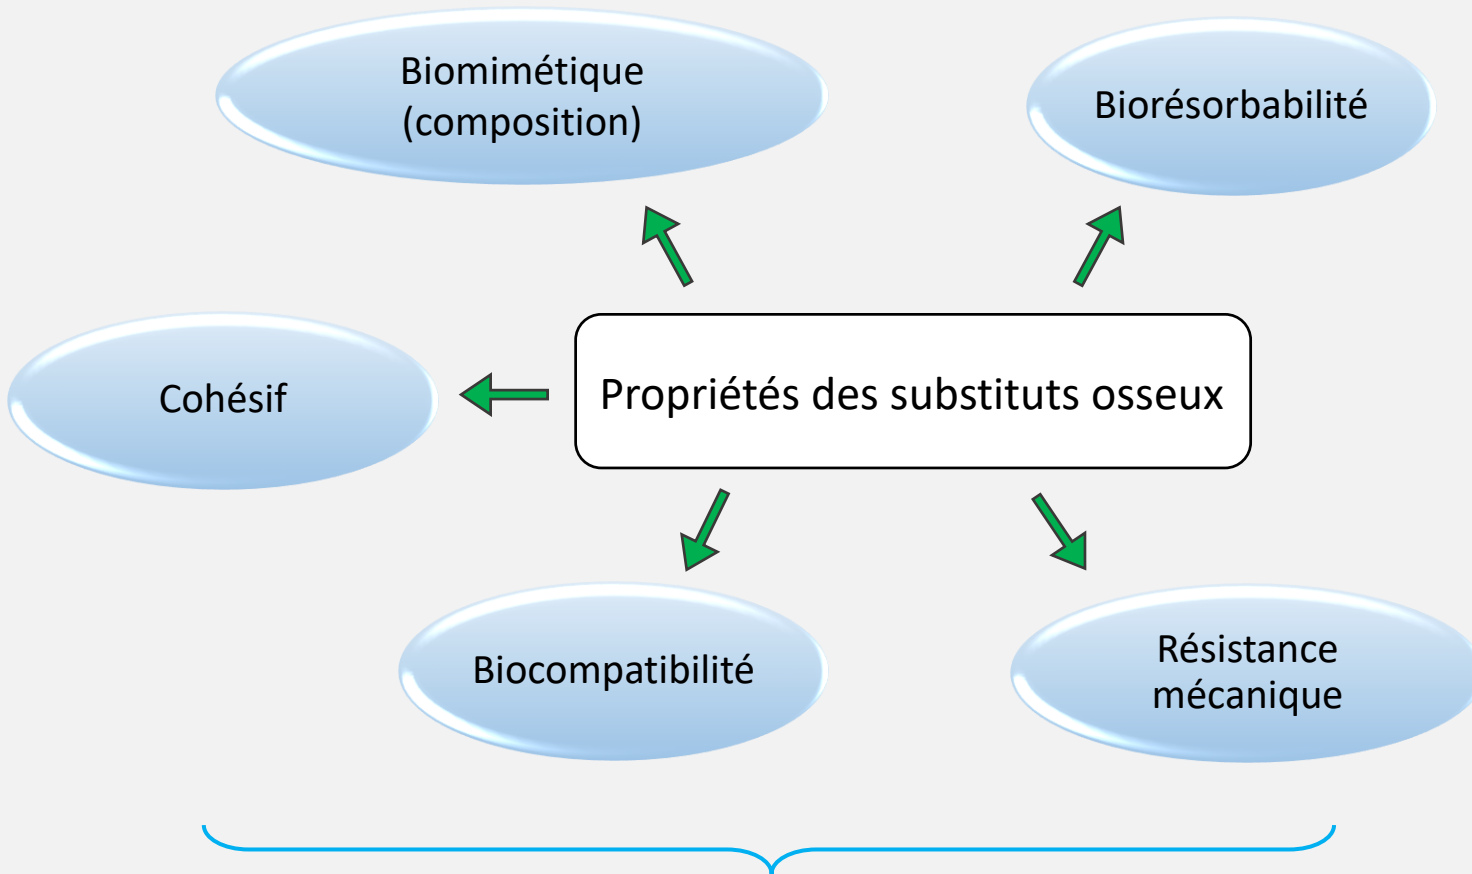 Biomimétique
(composition)
Biorésorbabilité
Cohésif
Propriétés des substituts osseux
Biocompatibilité
Résistance
mécanique